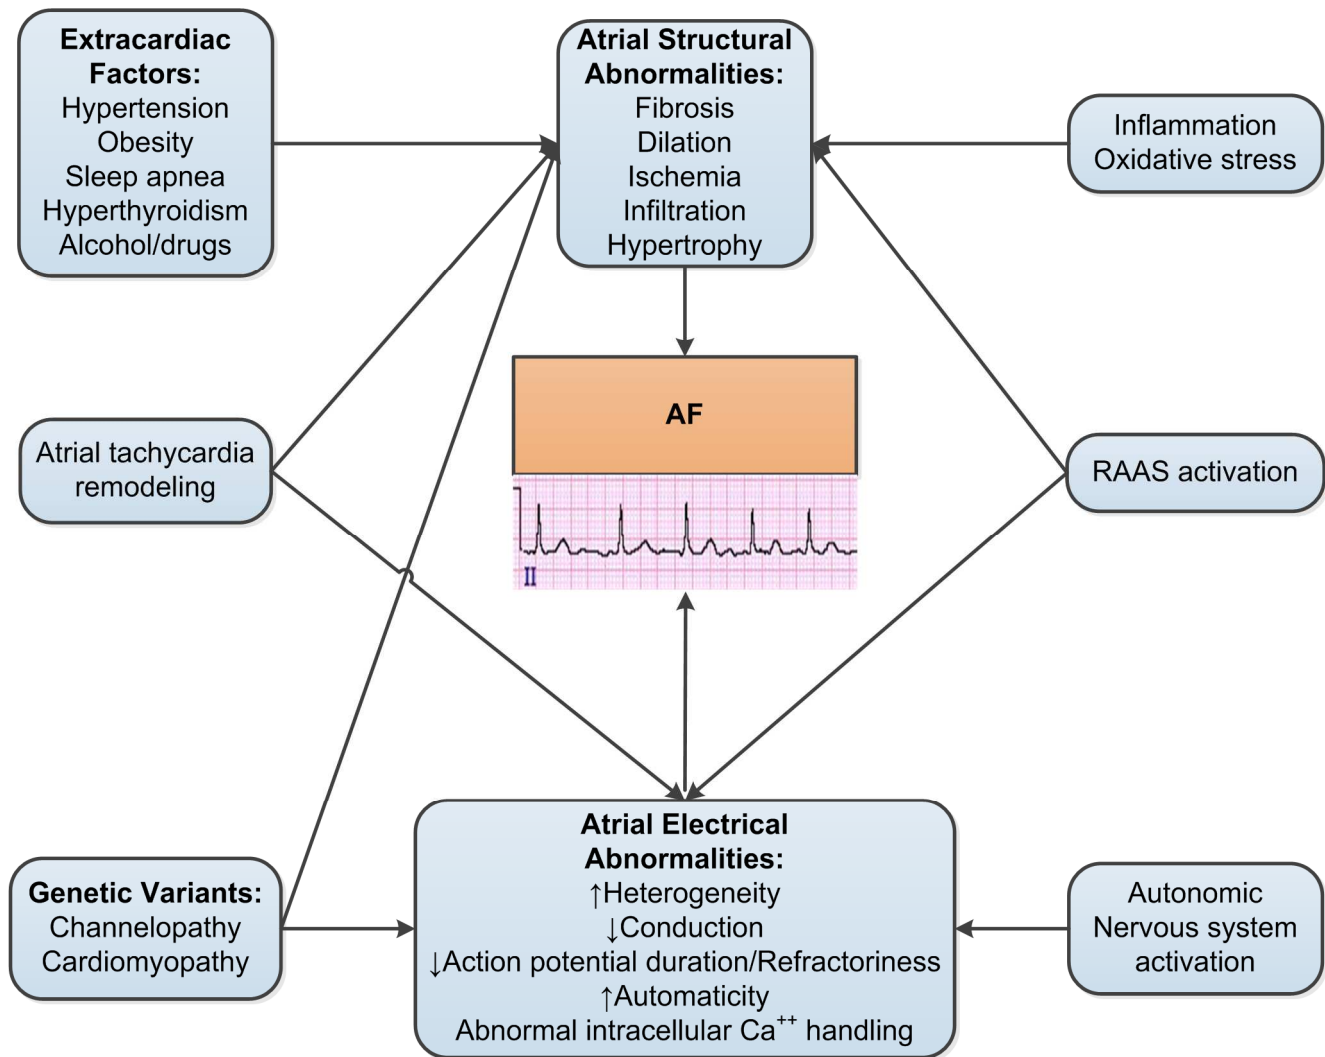 Extracardiac
Factors:
Hypertension
Obesity
Sleep apnea
Hyperthyroidism
Alcohol/drugs
Atrial Structural
Abnormalities:
Fibrosis
Dilation
Ischemia
Infiltration
Hypertrophy
Inflammation
Oxidative stress
AF
II
Atrial tachycardia
remodeling
RAAS activation
Genetic Variants:
Channelopathy
Cardiomyopathy
Atrial Electrical
Abnormalities:
↑Heterogeneity
↓Conduction
↓Action potential duration/Refractoriness
↑Automaticity
Abnormal intracellular Ca⁺⁺ handling
Autonomic
Nervous system
activation